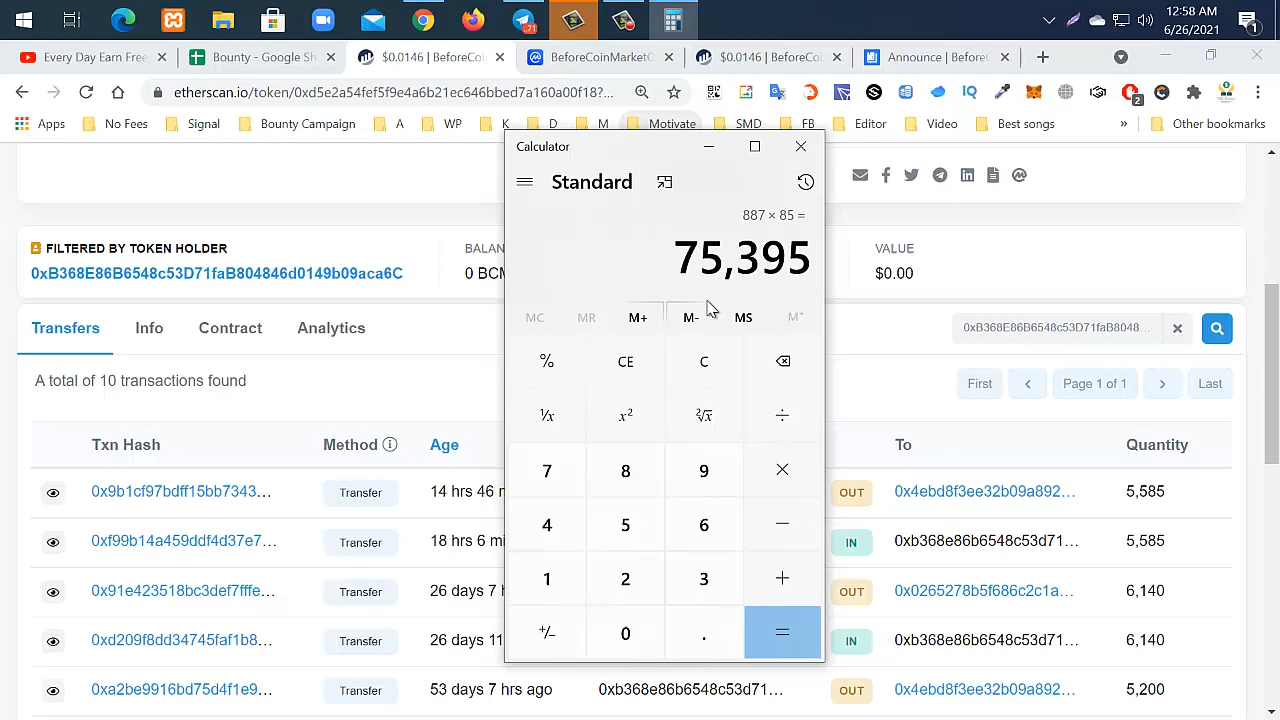 71
12:58 AM
6/26/2021
1
Every Day Earn Free
Bounty - Google Sh
$0.0146 | BeforeCoi
BeforeCoinMarketC
$0.0146 | BeforeCoi
Announce | BeforeC
etherscan.io/token/0xd5e2a54fef5f9e4a6b21ec646bbed7a160a00f18?...
IQ
2
Apps
No Fees
Signal
Bounty Campaign
A
WP
K
D
M
Motivate
SMD
FB
Editor
Video
Best songs
»
Other bookmarks
Calculator
Standard
887 × 85 =
75,395
MC
MR
M+
M-
MS
M˅
%
CE
C
⌫
¹/x
x²
²√x
÷
7
8
9
×
4
5
6
−
1
2
3
+
+/−
0
.
=
FILTERED BY TOKEN HOLDER
0xB368E86B6548c53D71faB804846d0149b09aca6C
BALAN
0 BCM
VALUE
$0.00
Transfers
Info
Contract
Analytics
0xB368E86B6548c53D71faB8048...
A total of 10 transactions found
First
Page 1 of 1
Last
Txn Hash
Method
Age
To
Quantity
0x9b1cf97bdff15bb7343...
Transfer
14 hrs 46 m
OUT
0x4ebd8f3ee32b09a892...
5,585
0xf99b14a459ddf4d37e7...
Transfer
18 hrs 6 mi
IN
0xb368e86b6548c53d71...
5,585
0x91e423518bc3def7fffe...
Transfer
26 days 7 h
OUT
0x0265278b5f686c2c1a...
6,140
0xd209f8dd34745faf1b8...
Transfer
26 days 11
IN
0xb368e86b6548c53d71...
6,140
0xa2be9916bd75d4f1e9...
Transfer
53 days 7 hrs ago
0xb368e86b6548c53d71...
OUT
0x4ebd8f3ee32b09a892...
5,200